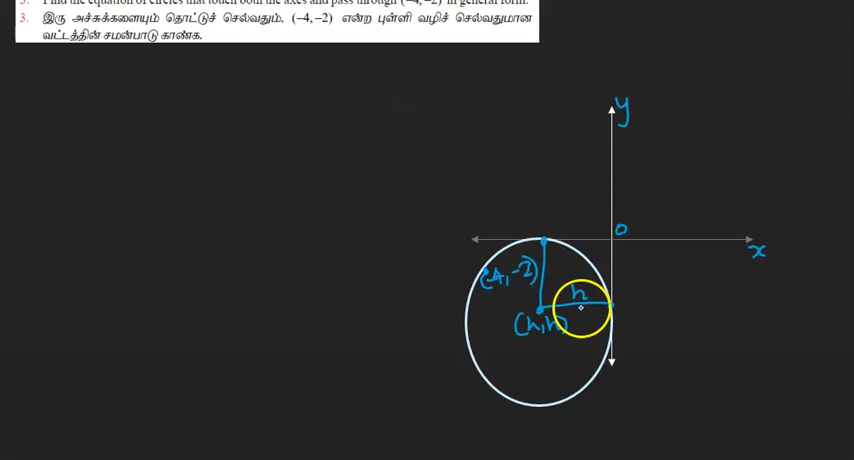 3. Find the equation of circles that touch both the axes and pass through (−4, −2) in general form.
3. இரு அச்சுக்களையும் தொட்டுச் செல்வதும், (−4, −2) என்ற புள்ளி வழிச் செல்வதுமான
வட்டத்தின் சமன்பாடு காண்க.
y
o
x
(-4, -2)
h
(h, h)